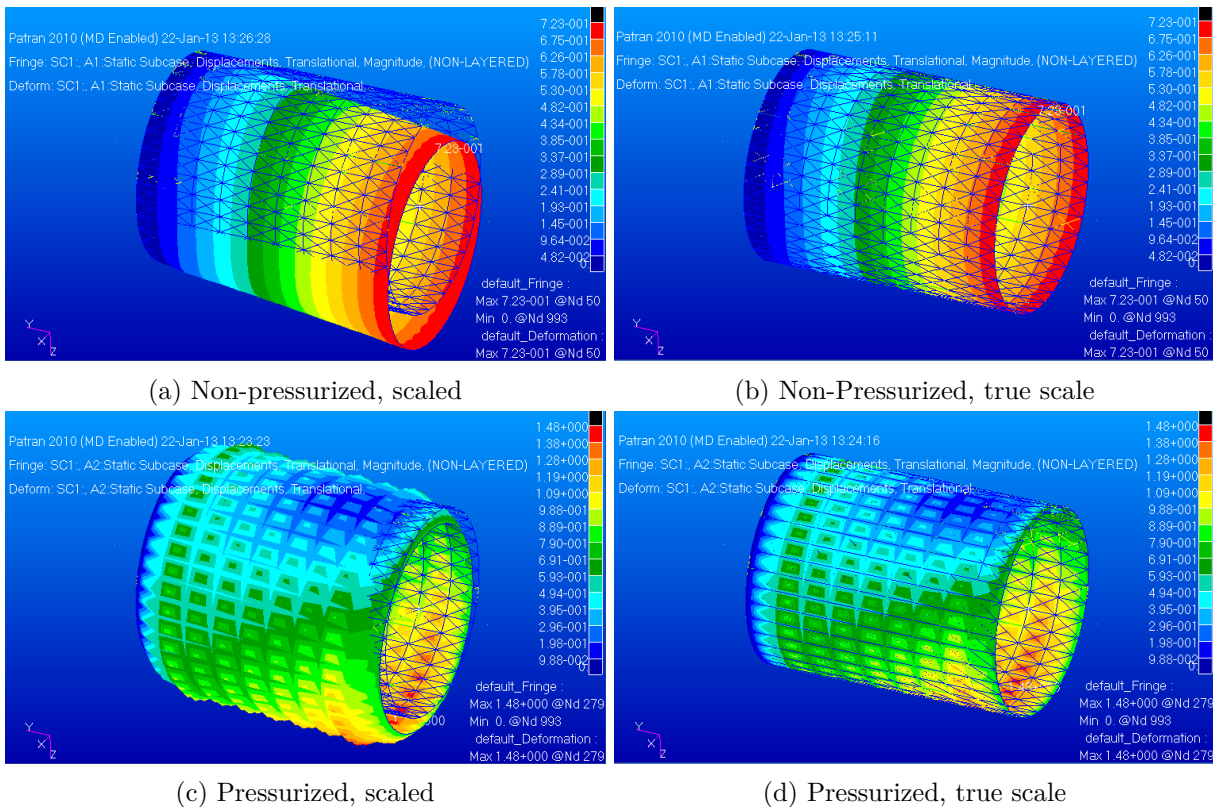 Patran 2010 (MD Enabled) 22-Jan-13 13:26:28
Fringe: SC1:, A1:Static Subcase, Displacements, Translational, Magnitude, (NON-LAYERED)
Deform: SC1:, A1:Static Subcase, Displacements, Translational,
7.23-001
6.75-001
6.26-001
5.78-001
5.30-001
4.82-001
4.34-001
3.85-001
3.37-001
2.89-001
2.41-001
1.93-001
1.45-001
9.64-002
4.82-002
0
7.23-001
default_Fringe :
Max 7.23-001 @Nd 50
Min 0. @Nd 993
default_Deformation :
Max 7.23-001 @Nd 50
Y
X
Z
(a) Non-pressurized, scaled
Patran 2010 (MD Enabled) 22-Jan-13 13:25:11
Fringe: SC1:, A1:Static Subcase, Displacements, Translational, Magnitude, (NON-LAYERED)
Deform: SC1:, A1:Static Subcase, Displacements, Translational,
7.23-001
6.75-001
6.26-001
5.78-001
5.30-001
4.82-001
4.34-001
3.85-001
3.37-001
2.89-001
2.41-001
1.93-001
1.45-001
9.64-002
4.82-002
0
7.23-001
default_Fringe :
Max 7.23-001 @Nd 50
Min 0. @Nd 993
default_Deformation :
Max 7.23-001 @Nd 50
Y
X
Z
(b) Non-Pressurized, true scale
Patran 2010 (MD Enabled) 22-Jan-13 13:23:23
Fringe: SC1:, A2:Static Subcase, Displacements, Translational, Magnitude, (NON-LAYERED)
Deform: SC1:, A2:Static Subcase, Displacements, Translational,
1.48+000
1.38+000
1.28+000
1.19+000
1.09+000
9.88-001
8.89-001
7.90-001
6.91-001
5.93-001
4.94-001
3.95-001
2.96-001
1.98-001
9.88-002
0
default_Fringe :
Max 1.48+000 @Nd 279
Min 0. @Nd 993
default_Deformation :
Max 1.48+000 @Nd 279
Y
X
Z
(c) Pressurized, scaled
Patran 2010 (MD Enabled) 22-Jan-13 13:24:16
Fringe: SC1:, A2:Static Subcase, Displacements, Translational, Magnitude, (NON-LAYERED)
Deform: SC1:, A2:Static Subcase, Displacements, Translational,
1.48+000
1.38+000
1.28+000
1.19+000
1.09+000
9.88-001
8.89-001
7.90-001
6.91-001
5.93-001
4.94-001
3.95-001
2.96-001
1.98-001
9.88-002
0
default_Fringe :
Max 1.48+000 @Nd 279
Min 0. @Nd 993
default_Deformation :
Max 1.48+000 @Nd 279
Y
X
Z
(d) Pressurized, true scale